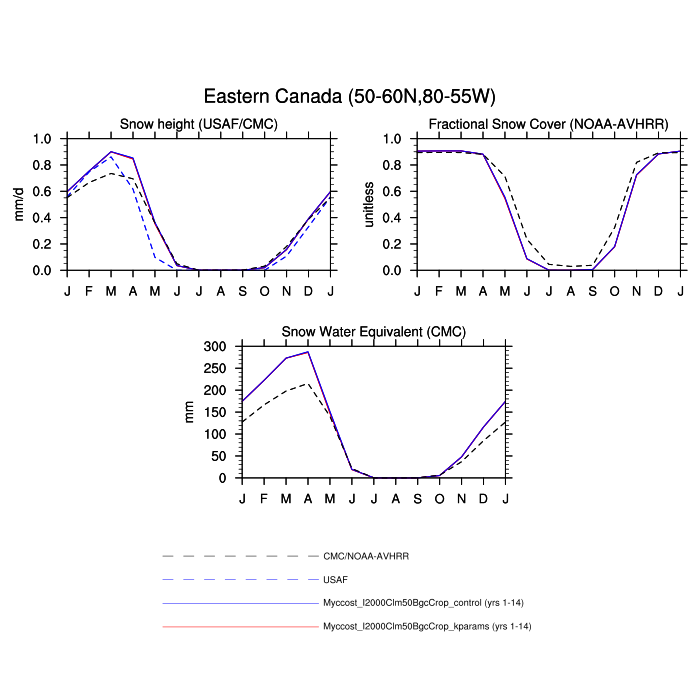 Eastern Canada (50-60N,80-55W)
Snow height (USAF/CMC)
mm/d
1.0
0.8
0.6
0.4
0.2
0.0
J F M A M J J A S O N D J
Fractional Snow Cover (NOAA-AVHRR)
unitless
1.0
0.8
0.6
0.4
0.2
0.0
J F M A M J J A S O N D J
Snow Water Equivalent (CMC)
mm
300
250
200
150
100
50
0
J F M A M J J A S O N D J
CMC/NOAA-AVHRR
USAF
Myccost_I2000Clm50BgcCrop_control (yrs 1-14)
Myccost_I2000Clm50BgcCrop_kparams (yrs 1-14)